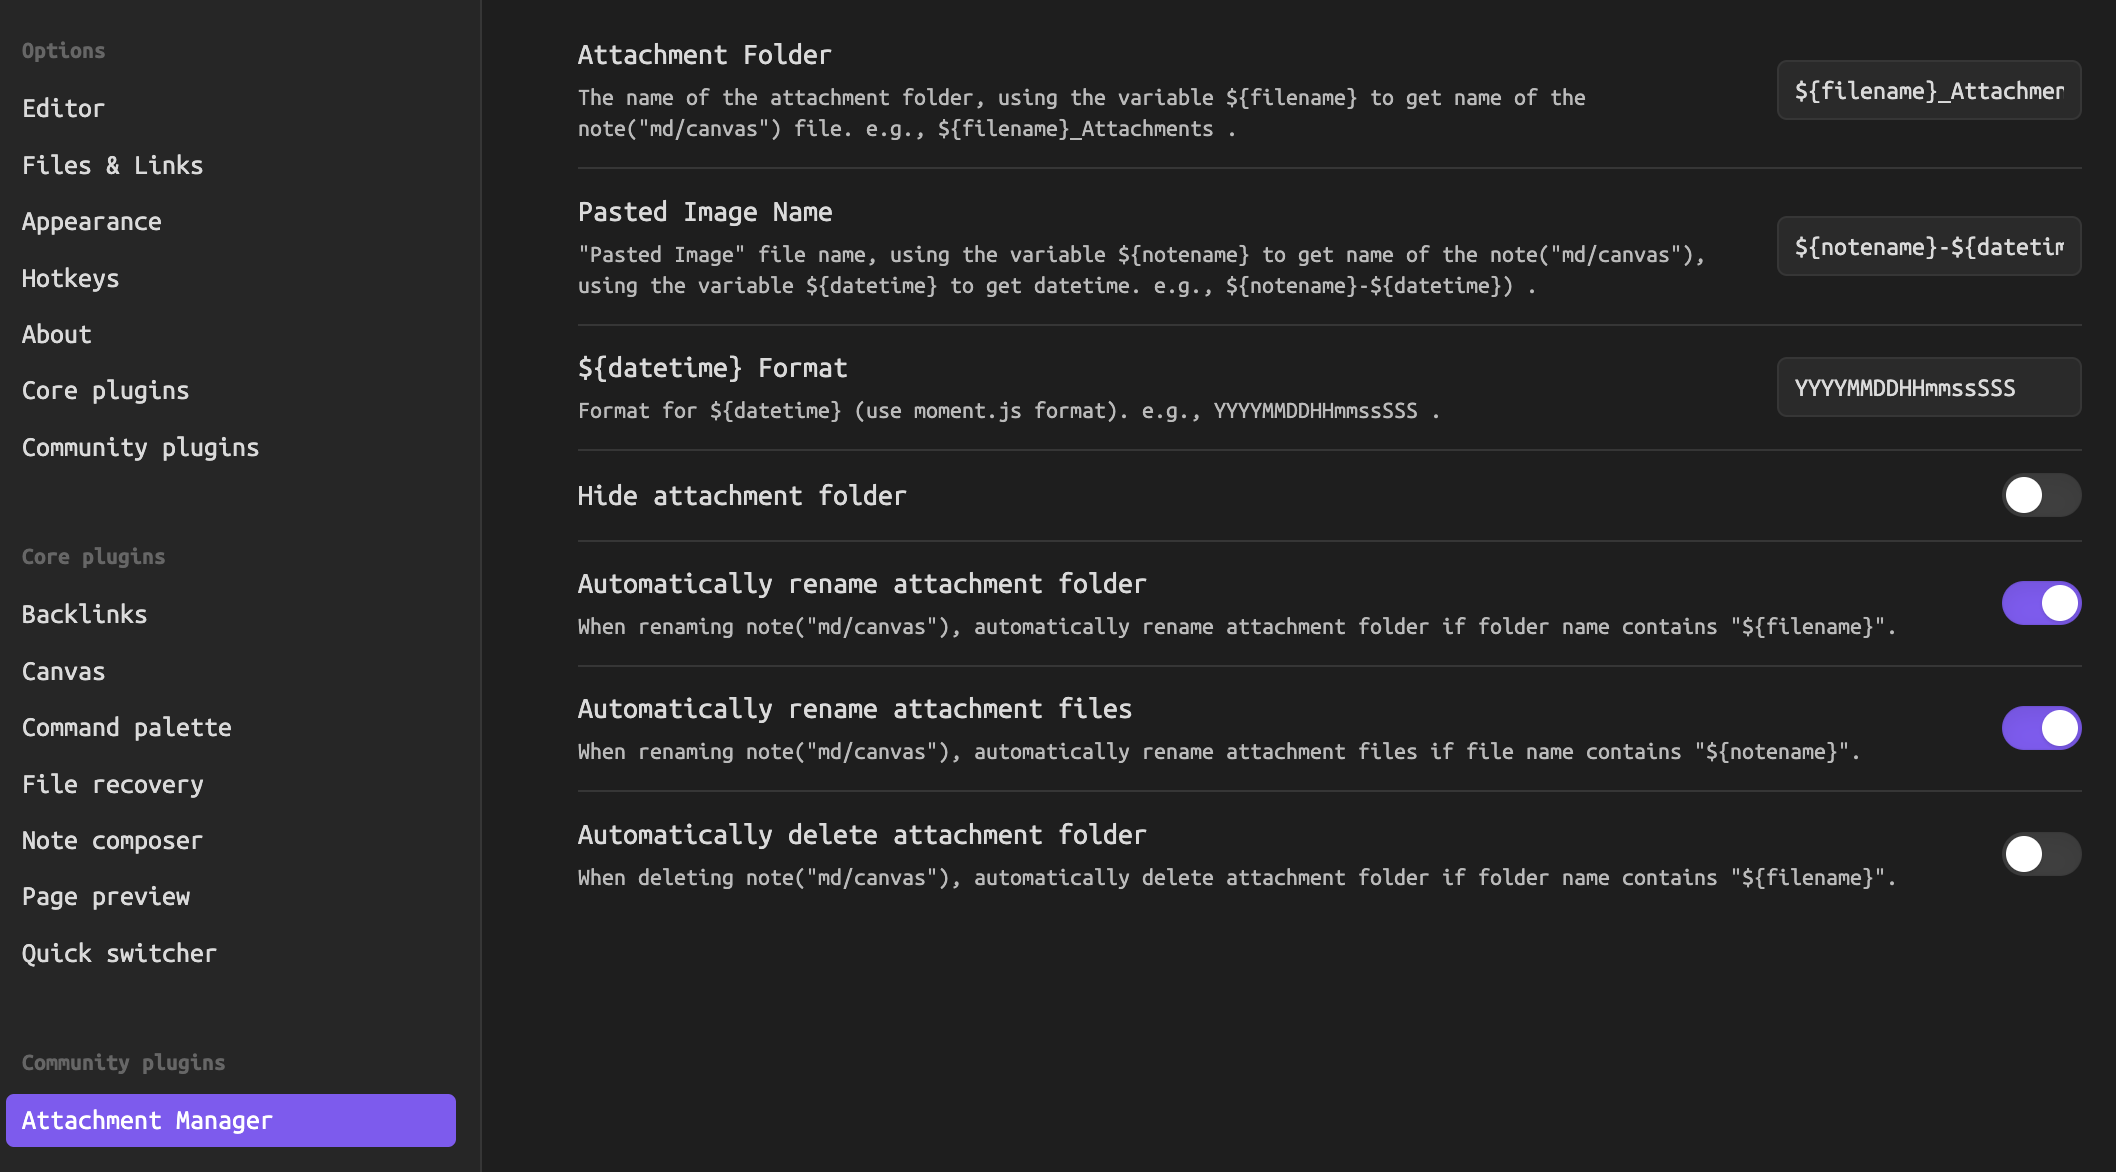 Options
Editor
Files & Links
Appearance
Hotkeys
About
Core plugins
Community plugins
Core plugins
Backlinks
Canvas
Command palette
File recovery
Note composer
Page preview
Quick switcher
Community plugins
Attachment Manager
Attachment Folder
The name of the attachment folder, using the variable ${filename} to get name of the
note("md/canvas") file. e.g., ${filename}_Attachments .
${filename}_Attachmen
Pasted Image Name
"Pasted Image" file name, using the variable ${notename} to get name of the note("md/canvas"),
using the variable ${datetime} to get datetime. e.g., ${notename}-${datetime}) .
${notename}-${datetim
${datetime} Format
Format for ${datetime} (use moment.js format). e.g., YYYYMMDDHHmmssSSS .
YYYYMMDDHHmmssSSS
Hide attachment folder
Automatically rename attachment folder
When renaming note("md/canvas"), automatically rename attachment folder if folder name contains "${filename}".
Automatically rename attachment files
When renaming note("md/canvas"), automatically rename attachment files if file name contains "${notename}".
Automatically delete attachment folder
When deleting note("md/canvas"), automatically delete attachment folder if folder name contains "${filename}".